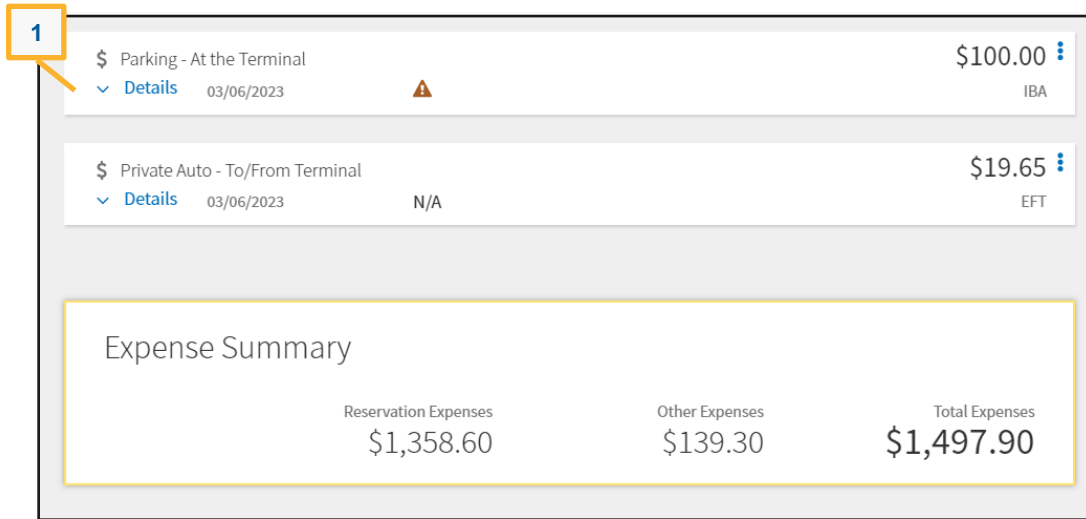 1
$ Parking - At the Terminal $100.00
Details 03/06/2023 IBA
$ Private Auto - To/From Terminal $19.65
Details 03/06/2023 N/A EFT
Expense Summary
Reservation Expenses Other Expenses Total Expenses
$1,358.60 $139.30 $1,497.90